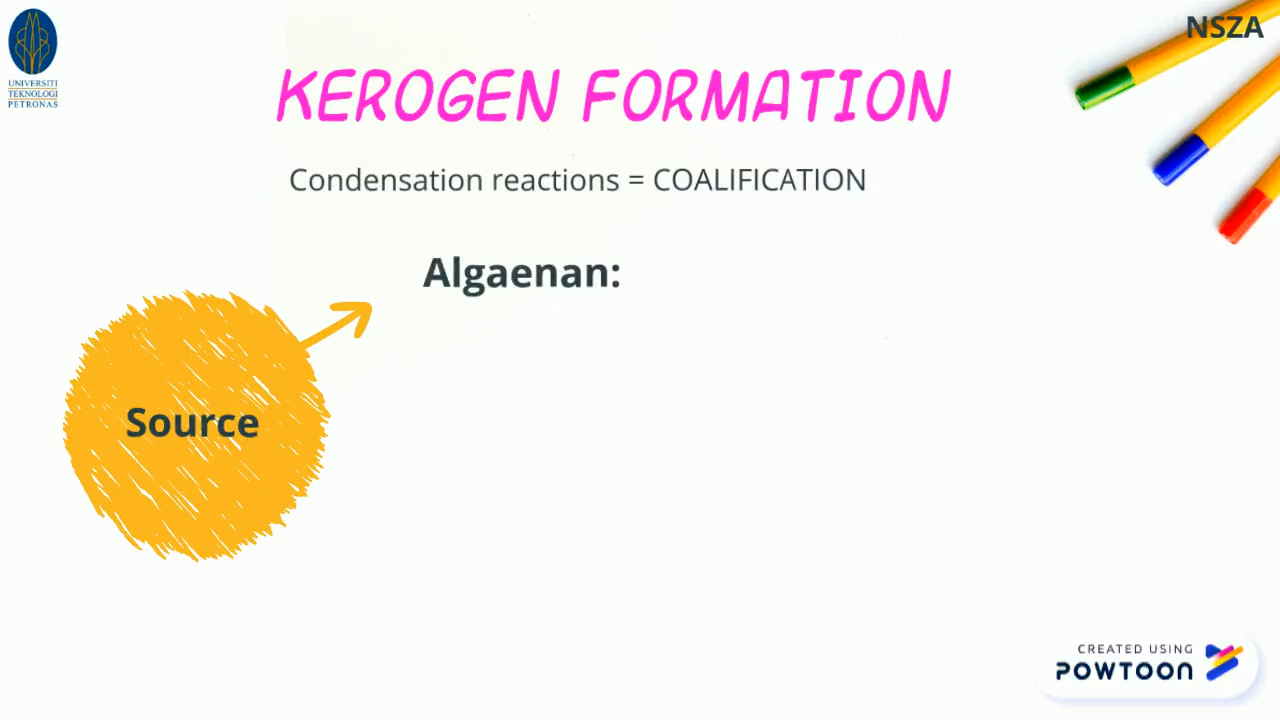 UNIVERSITI
TEKNOLOGI
PETRONAS
NSZA
KEROGEN FORMATION
Condensation reactions = COALIFICATION
Algaenan:
Source
CREATED USING
POWTOON